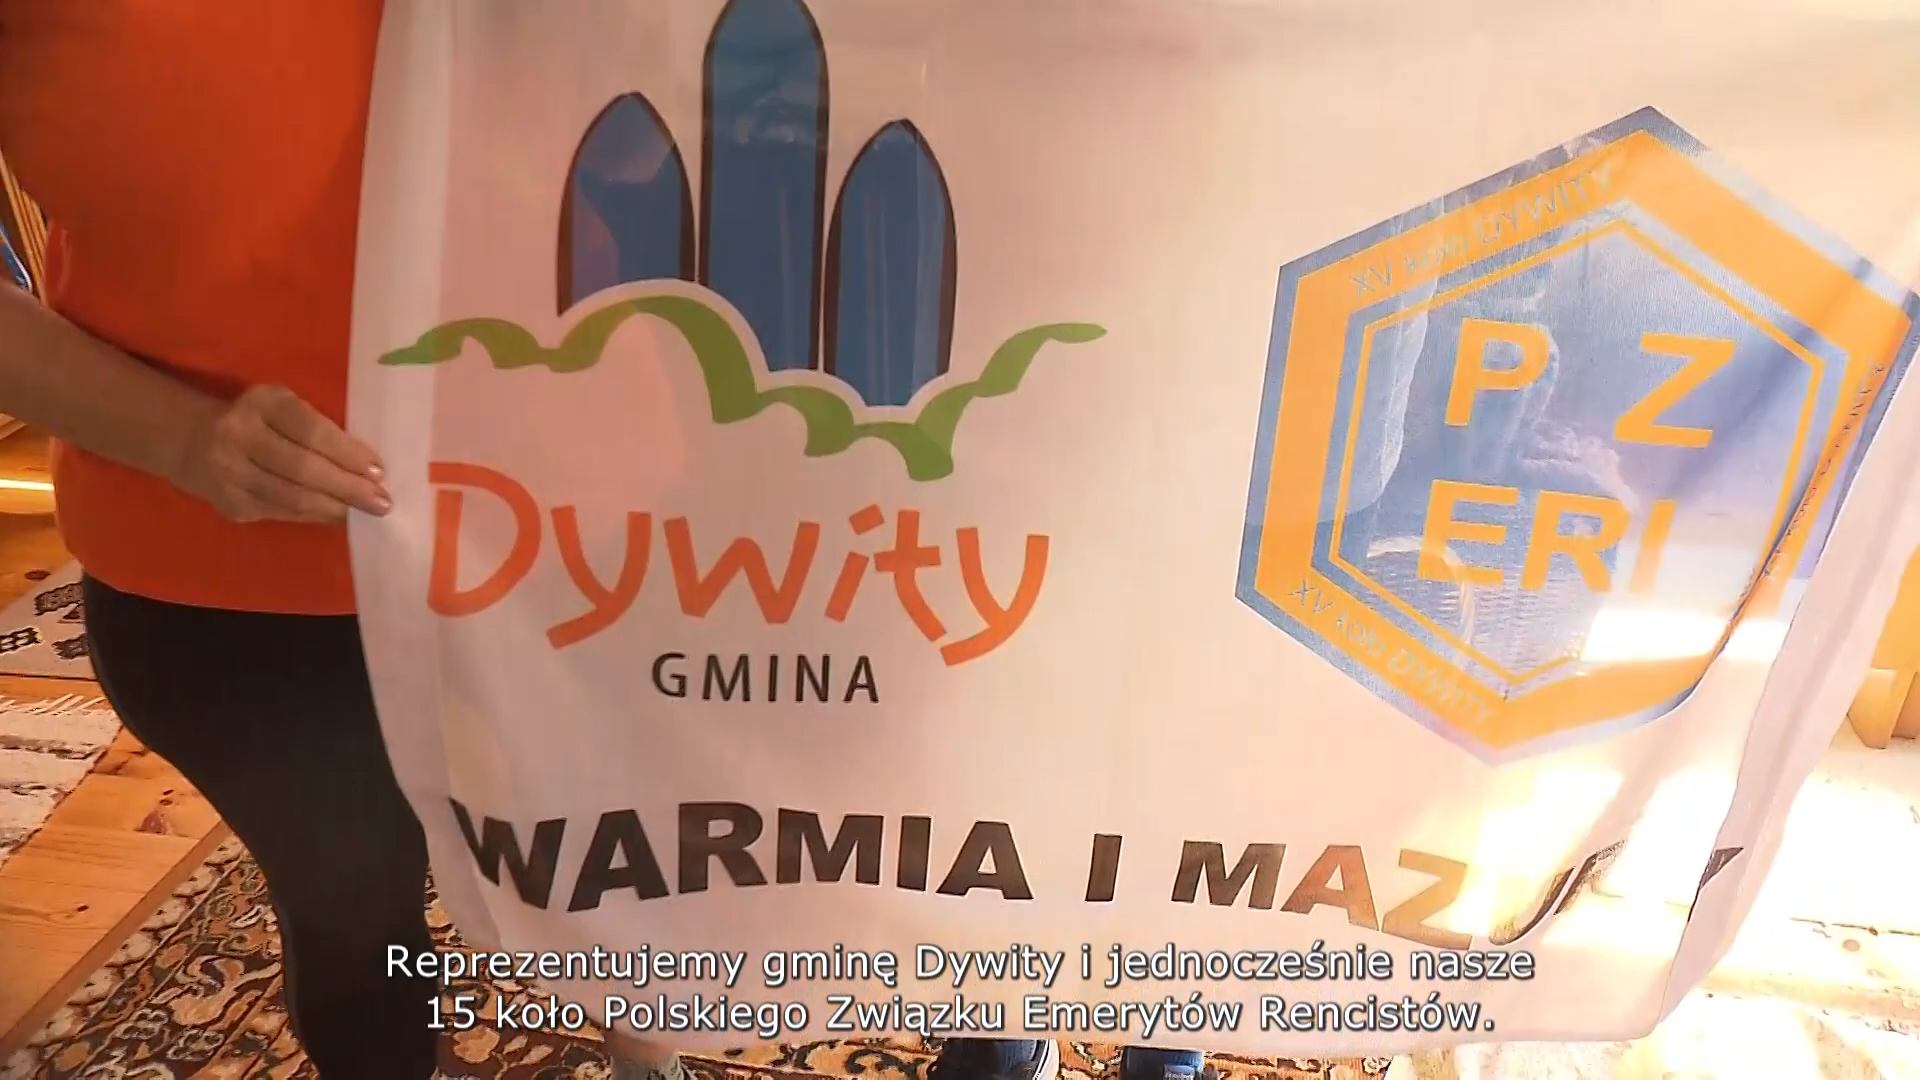 XV koło DYWITY
P Z
ERI
XV koło DYWITY
Dywity
GMINA
WARMIA I MAZURY
Reprezentujemy gminę Dywity i jednocześnie nasze
15 koło Polskiego Związku Emerytów Rencistów.